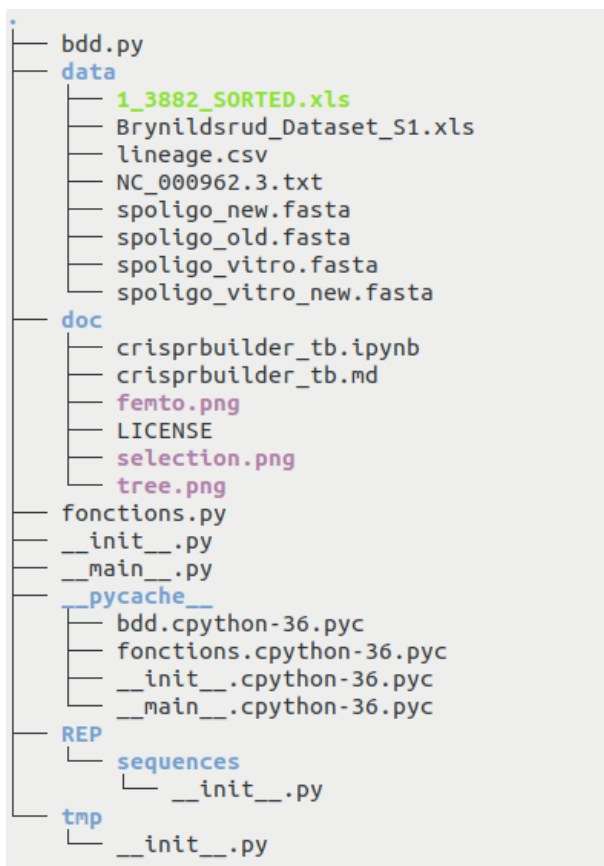 .
├── bdd.py
├── data
│   ├── 1_3882_SORTED.xls
│   ├── Brynildsrud_Dataset_S1.xls
│   ├── lineage.csv
│   ├── NC_000962.3.txt
│   ├── spoligo_new.fasta
│   ├── spoligo_old.fasta
│   ├── spoligo_vitro.fasta
│   └── spoligo_vitro_new.fasta
├── doc
│   ├── crisprbuilder_tb.ipynb
│   ├── crisprbuilder_tb.md
│   ├── femto.png
│   ├── LICENSE
│   ├── selection.png
│   └── tree.png
├── fonctions.py
├── __init__.py
├── __main__.py
├── __pycache__
│   ├── bdd.cpython-36.pyc
│   ├── fonctions.cpython-36.pyc
│   ├── __init__.cpython-36.pyc
│   └── __main__.cpython-36.pyc
├── REP
│   └── sequences
│       └── __init__.py
└── tmp
    └── __init__.py